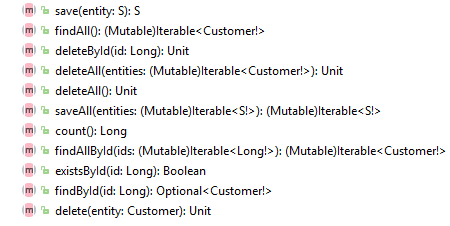 m save(entity: S): S
m findAll(): (Mutable)Iterable<Customer!>
m deleteById(id: Long): Unit
m deleteAll(entities: (Mutable)Iterable<Customer!>): Unit
m deleteAll(): Unit
m saveAll(entities: (Mutable)Iterable<S!>): (Mutable)Iterable<S!>
m count(): Long
m findAllById(ids: (Mutable)Iterable<Long!>): (Mutable)Iterable<Customer!>
m existsById(id: Long): Boolean
m findById(id: Long): Optional<Customer!>
m delete(entity: Customer): Unit